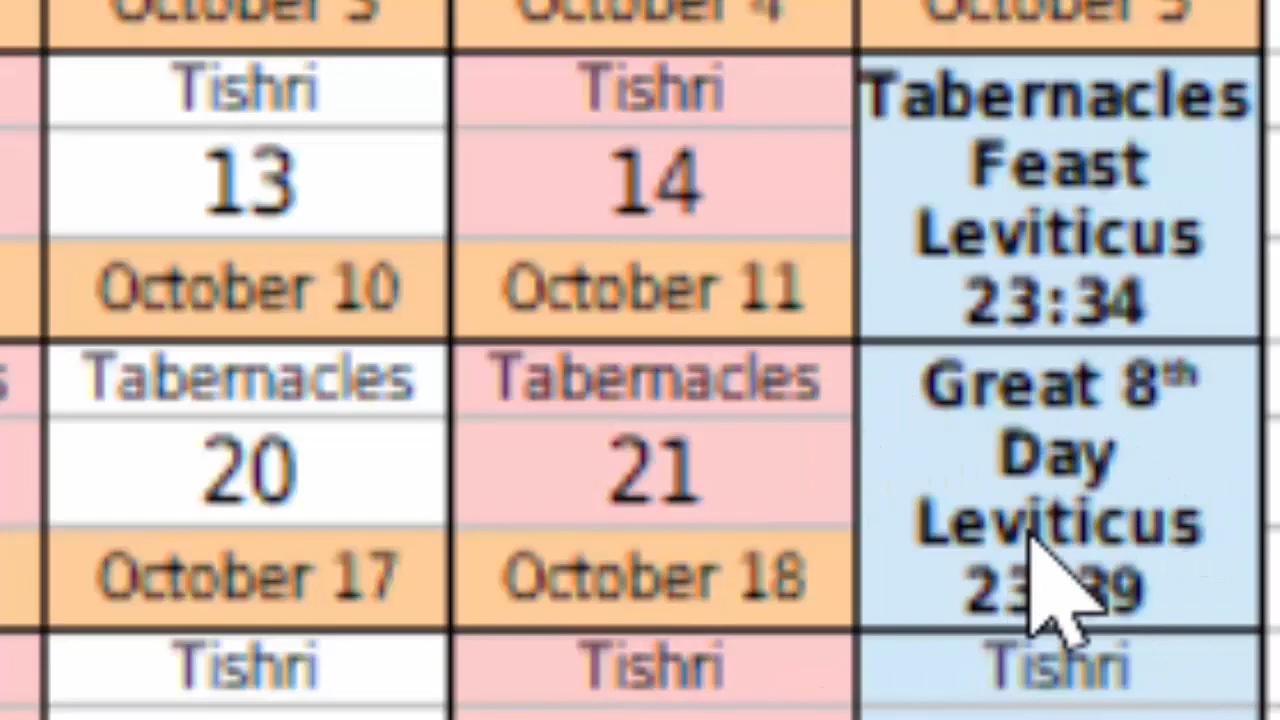 October 3 October 4 October 5
Tishri Tishri Tabernacles
13 14 Feast
Leviticus
October 10 October 11 23:34
Tabernacles Tabernacles Great 8th
20 21 Day
Leviticus
October 17 October 18
Tishri Tishri Tishri